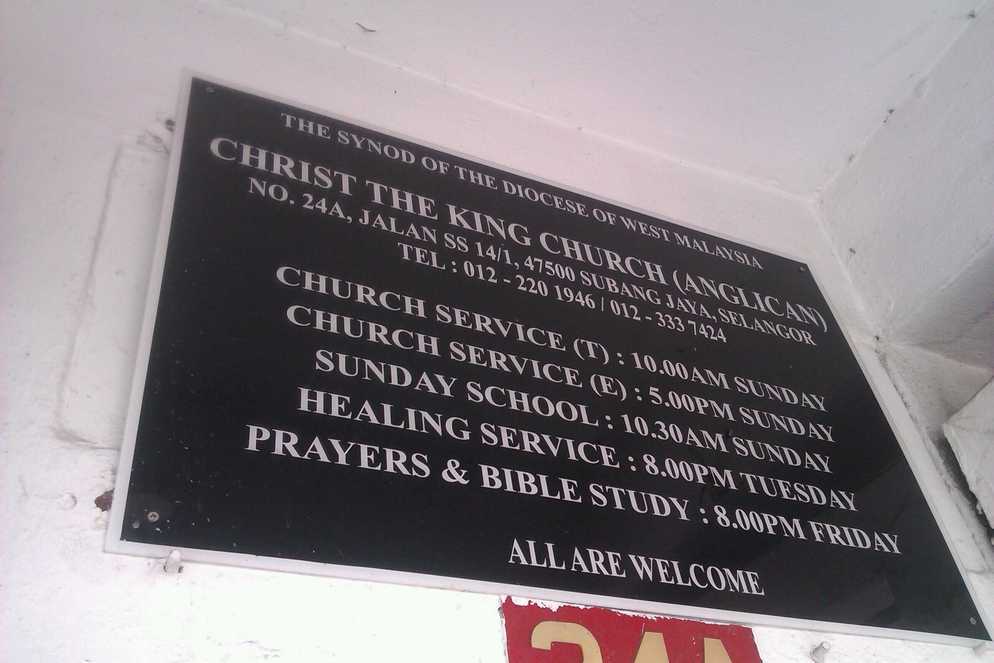 THE SYNOD OF THE DIOCESE OF WEST MALAYSIA
CHRIST THE KING CHURCH (ANGLICAN)
NO. 24A, JALAN SS 14/1, 47500 SUBANG JAYA, SELANGOR
TEL : 012 - 220 1946 / 012 - 333 7424
CHURCH SERVICE (T) : 10.00AM SUNDAY
CHURCH SERVICE (E) : 5.00PM SUNDAY
SUNDAY SCHOOL : 10.30AM SUNDAY
HEALING SERVICE : 8.00PM TUESDAY
PRAYERS & BIBLE STUDY : 8.00PM FRIDAY
ALL ARE WELCOME
24A